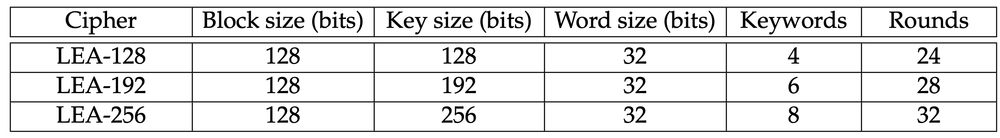 Cipher Block size (bits) Key size (bits) Word size (bits) Keywords Rounds
LEA-128 128 128 32 4 24
LEA-192 128 192 32 6 28
LEA-256 128 256 32 8 32